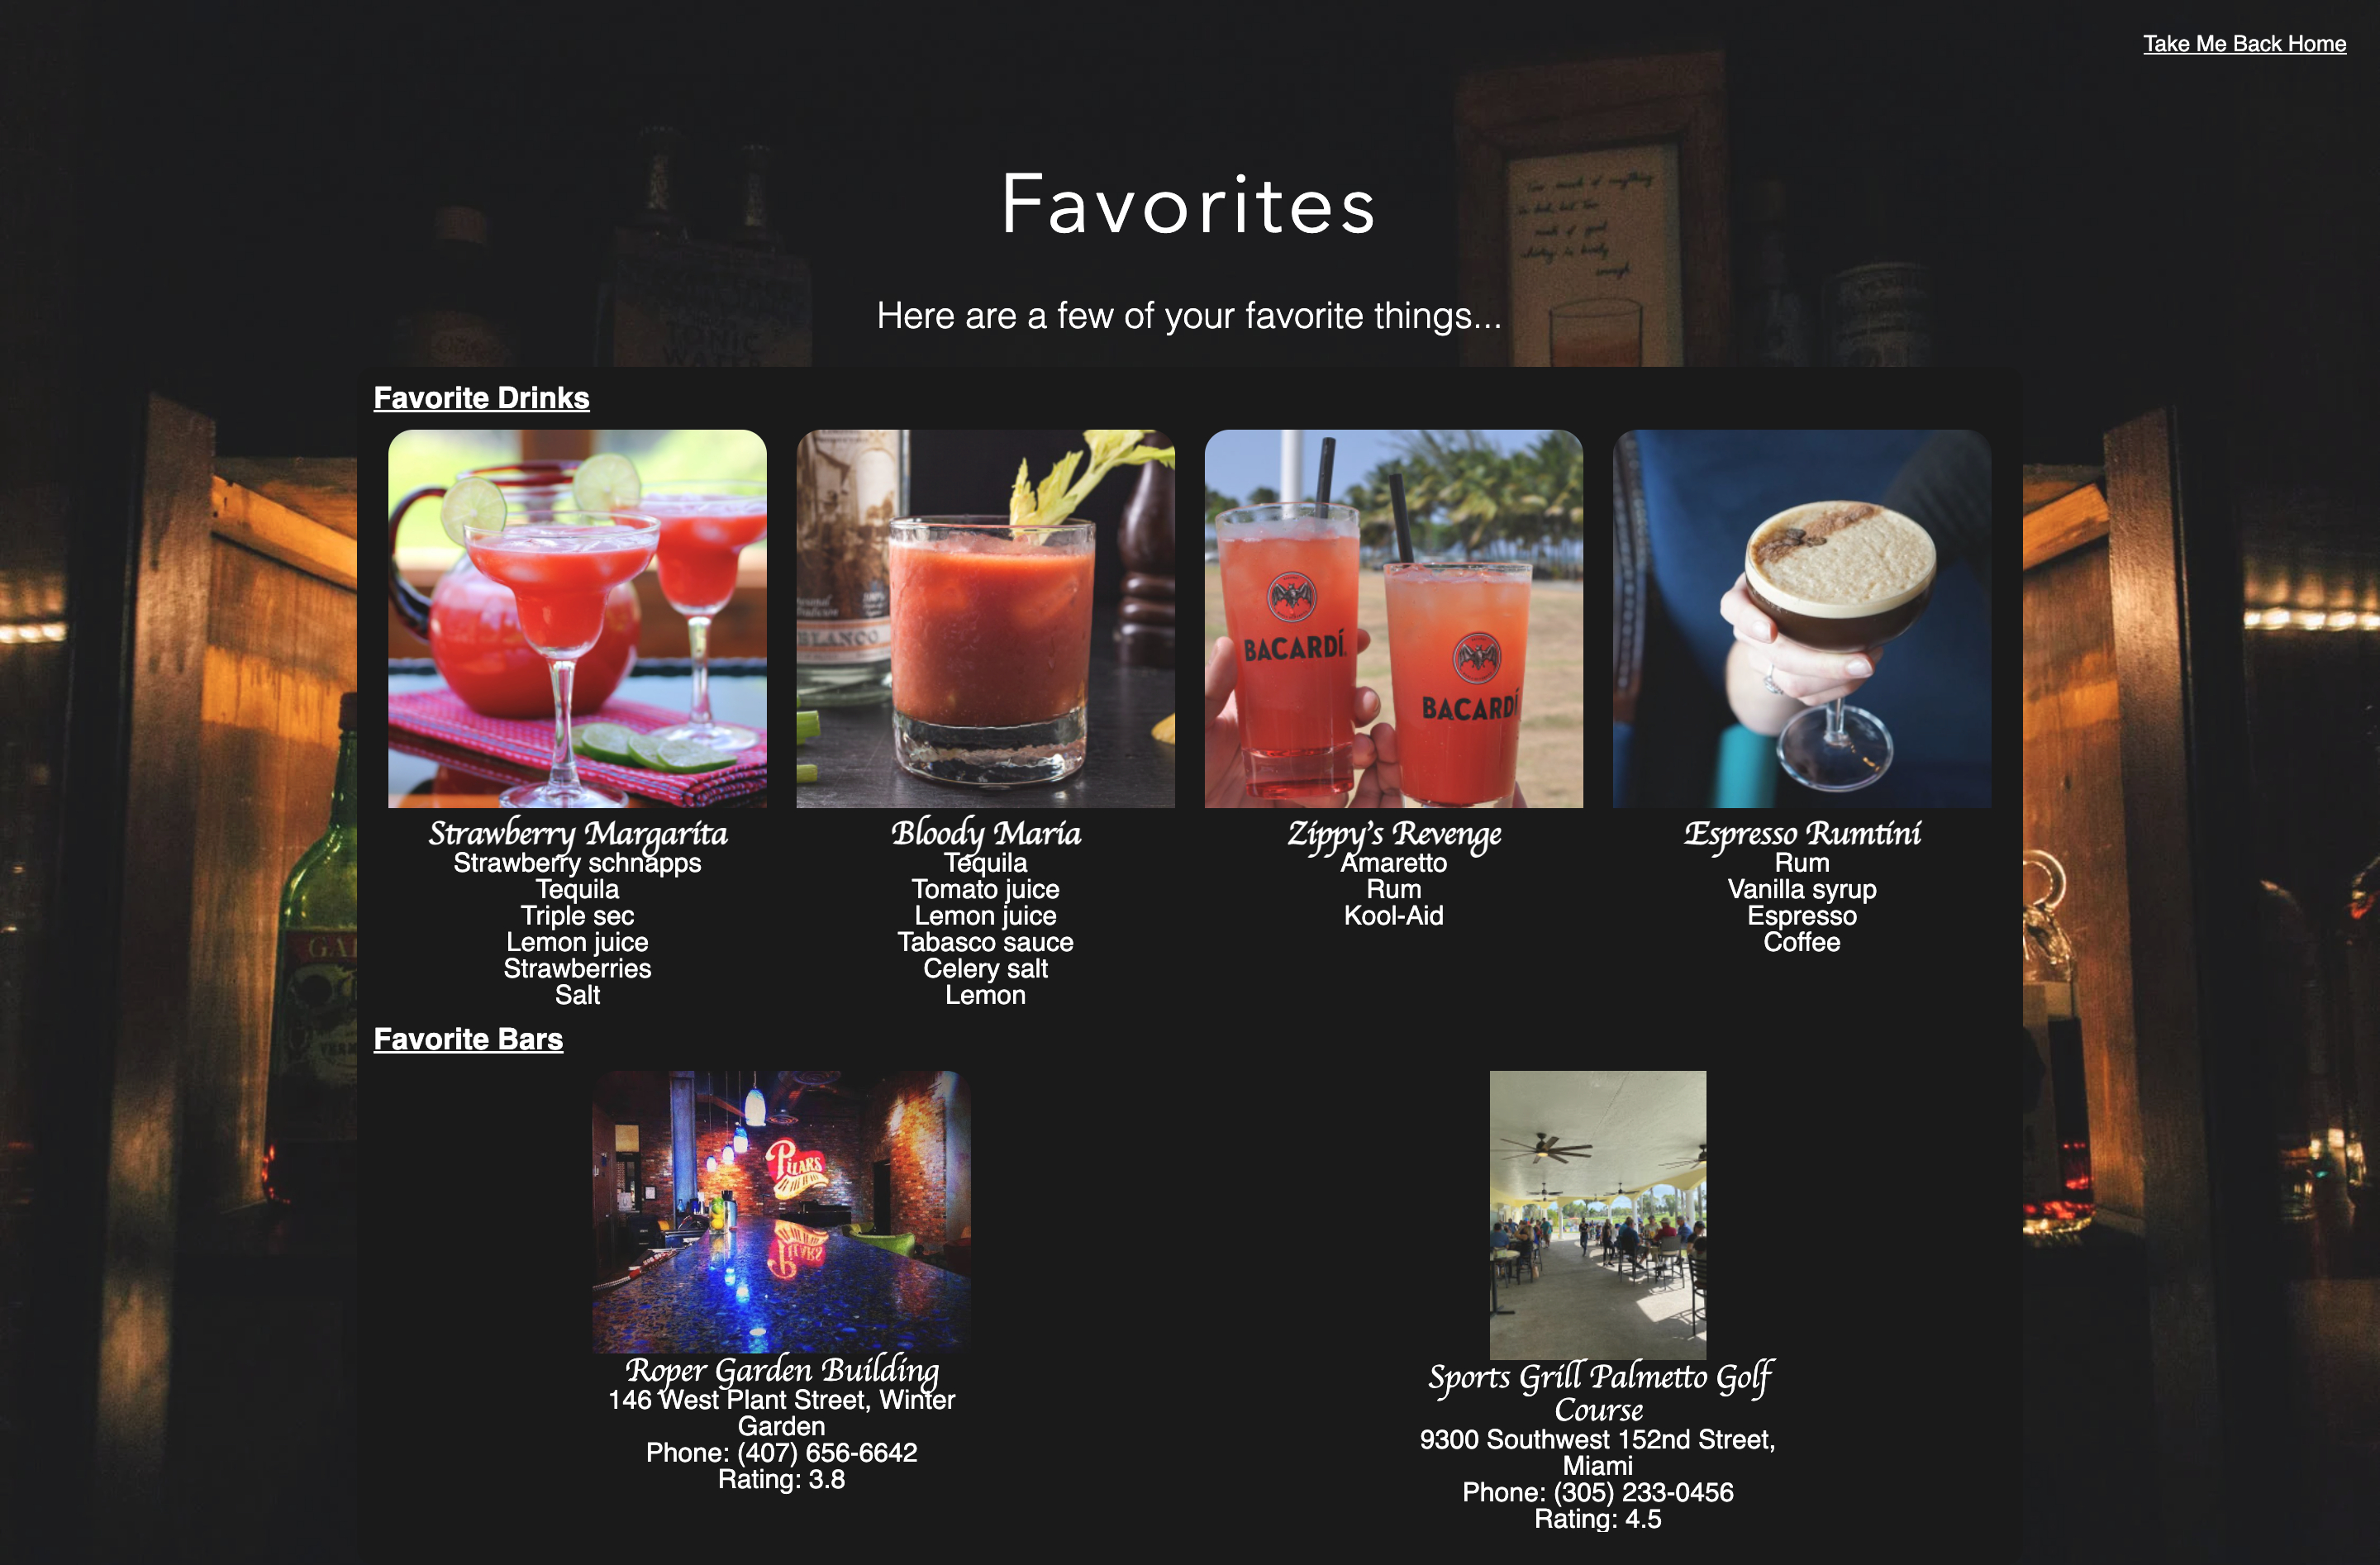 Take Me Back Home
Favorites
Here are a few of your favorite things...
Favorite Drinks
BLANCO
BACARDÍ
BACARDÍ
Strawberry Margarita
Strawberry schnapps
Tequila
Triple sec
Lemon juice
Strawberries
Salt
Bloody Maria
Tequila
Tomato juice
Lemon juice
Tabasco sauce
Celery salt
Lemon
Zippy's Revenge
Amaretto
Rum
Kool-Aid
Espresso Rumtini
Rum
Vanilla syrup
Espresso
Coffee
Favorite Bars
PILARS
Roper Garden Building
146 West Plant Street, Winter
Garden
Phone: (407) 656-6642
Rating: 3.8
Sports Grill Palmetto Golf
Course
9300 Southwest 152nd Street,
Miami
Phone: (305) 233-0456
Rating: 4.5